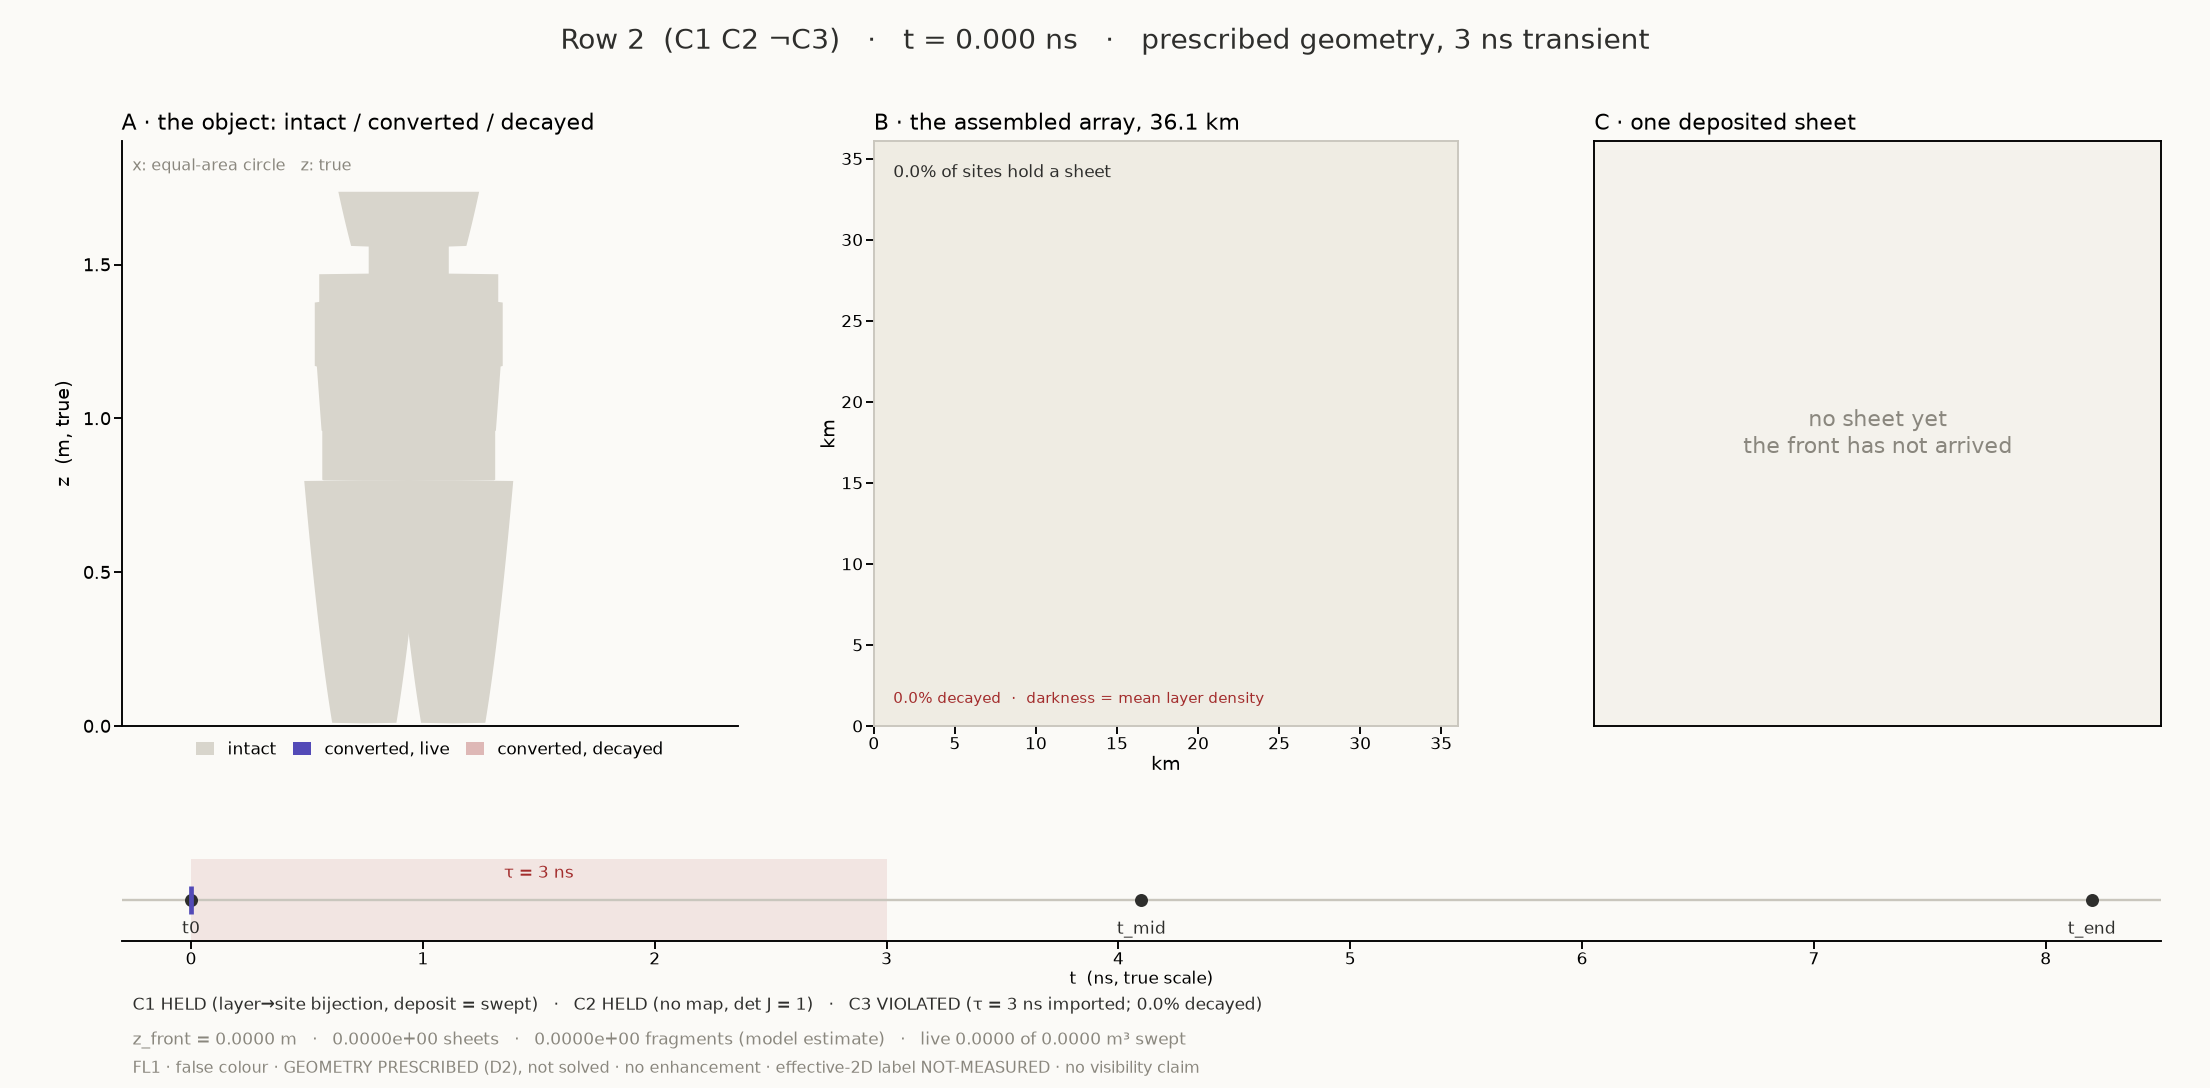 Row 2 (C1 C2 ¬C3) · t = 0.000 ns · prescribed geometry, 3 ns transient
A · the object: intact / converted / decayed
x: equal-area circle z: true
z (m, true)
1.5
1.0
0.5
0.0
intact
converted, live
converted, decayed
B · the assembled array, 36.1 km
0.0% of sites hold a sheet
km
35
30
25
20
15
10
5
0
0.0% decayed · darkness = mean layer density
0 5 10 15 20 25 30 35
km
C · one deposited sheet
no sheet yet
the front has not arrived
τ = 3 ns
t0
t_mid
t_end
0 1 2 3 4 5 6 7 8
t (ns, true scale)
C1 HELD (layer→site bijection, deposit = swept) · C2 HELD (no map, det J = 1) · C3 VIOLATED (τ = 3 ns imported; 0.0% decayed)
z_front = 0.0000 m · 0.0000e+00 sheets · 0.0000e+00 fragments (model estimate) · live 0.0000 of 0.0000 m³ swept
FL1 · false colour · GEOMETRY PRESCRIBED (D2), not solved · no enhancement · effective-2D label NOT-MEASURED · no visibility claim